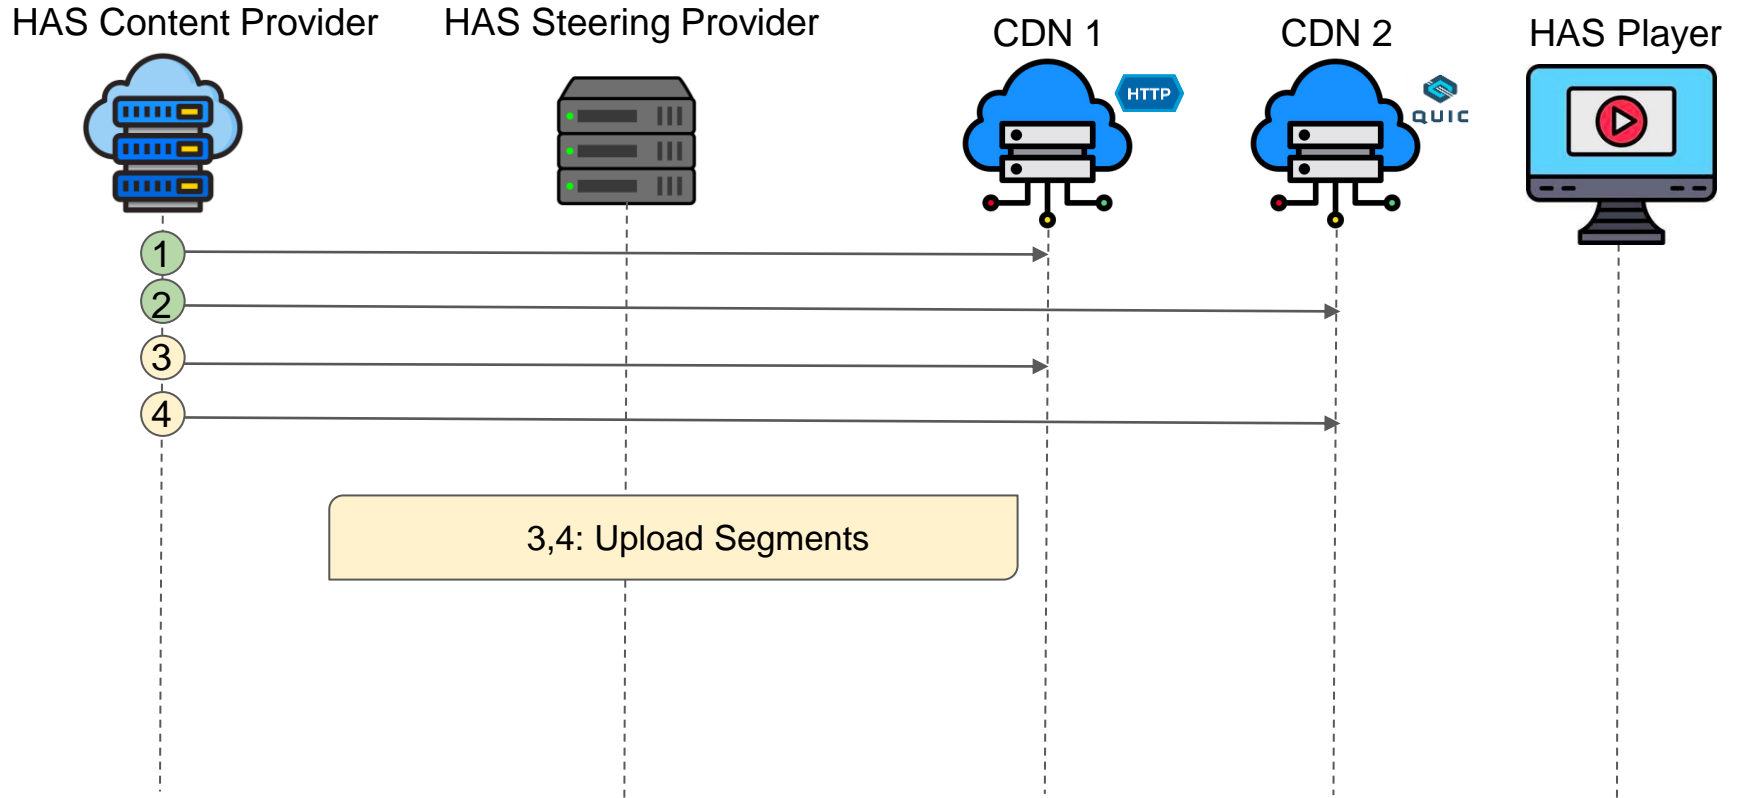 HAS Content Provider
HAS Steering Provider
CDN 1
CDN 2
HAS Player
HTTP
QUIC
1
2
3
4
3,4: Upload Segments